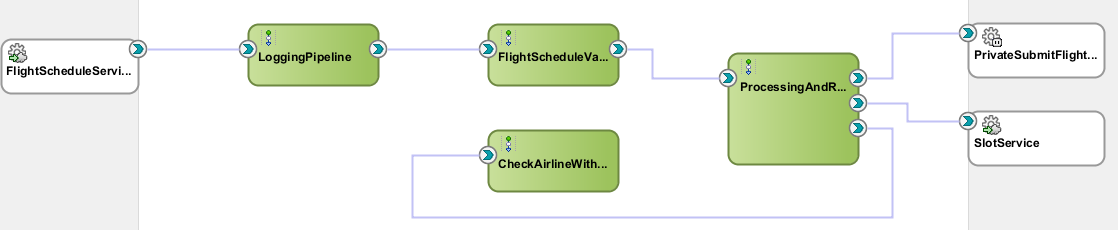 FlightScheduleServi...
LoggingPipeline
FlightScheduleVa...
ProcessingAndR...
PrivateSubmitFlight...
SlotService
CheckAirlineWith...